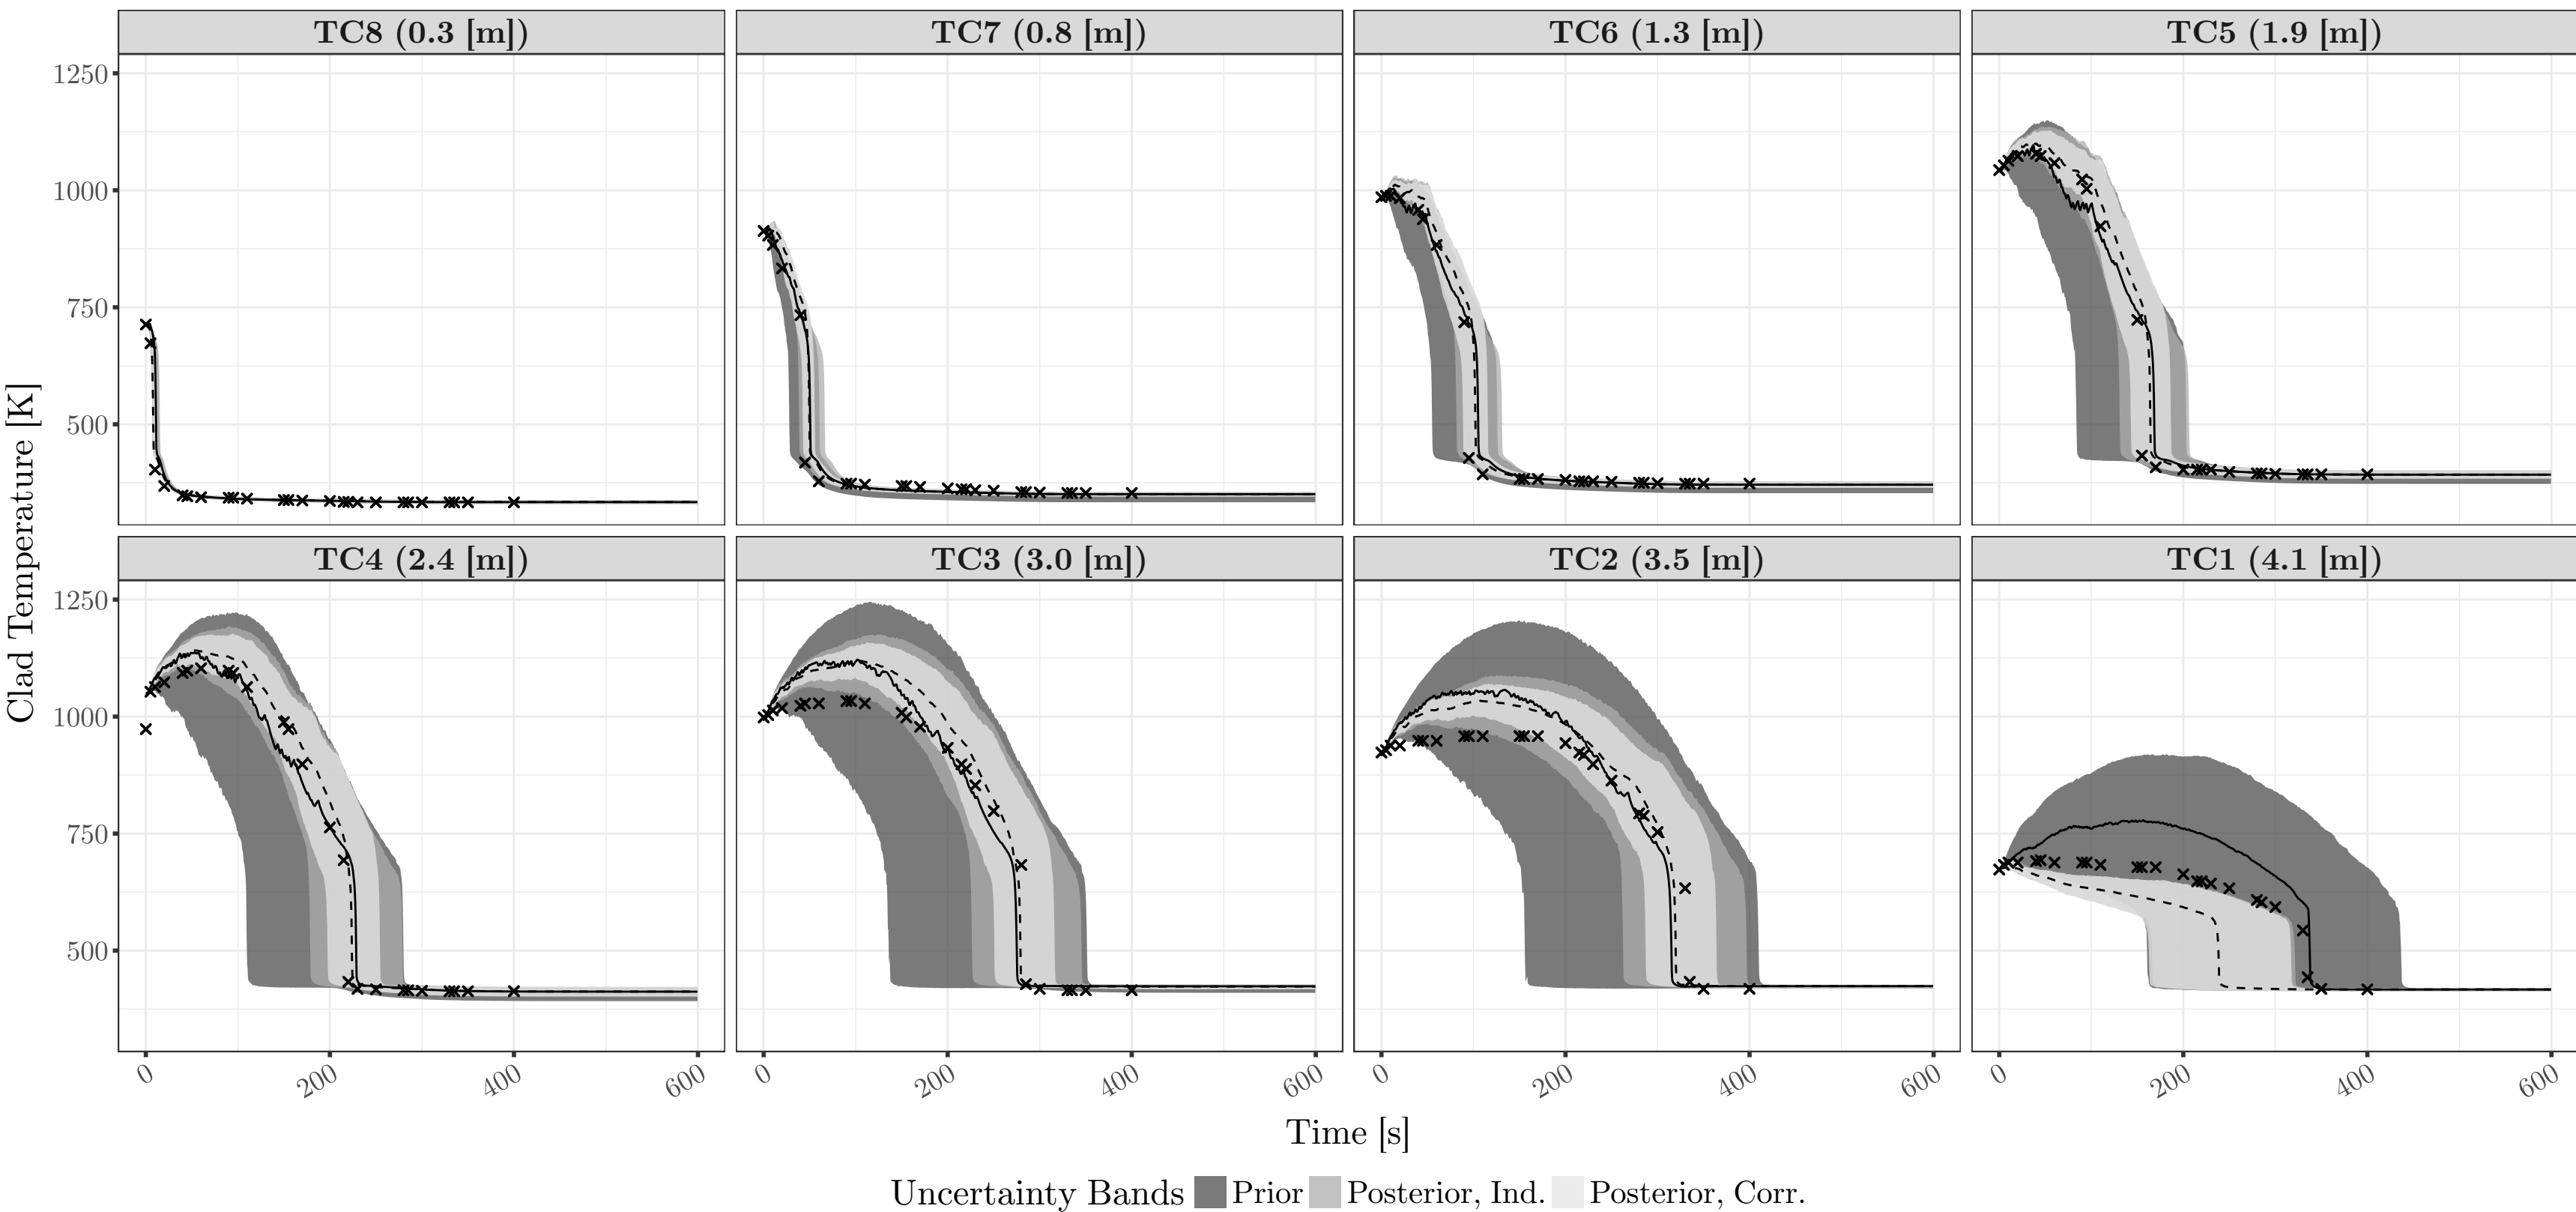 TC8 (0.3 [m]) TC7 (0.8 [m]) TC6 (1.3 [m]) TC5 (1.9 [m])
1250
1000
750
500
TC4 (2.4 [m]) TC3 (3.0 [m]) TC2 (3.5 [m]) TC1 (4.1 [m])
1250
1000
750
500
Clad Temperature [K]
0 200 400 600 0 200 400 600 0 200 400 600 0 200 400 600
Time [s]
Uncertainty Bands Prior Posterior, Ind. Posterior, Corr.